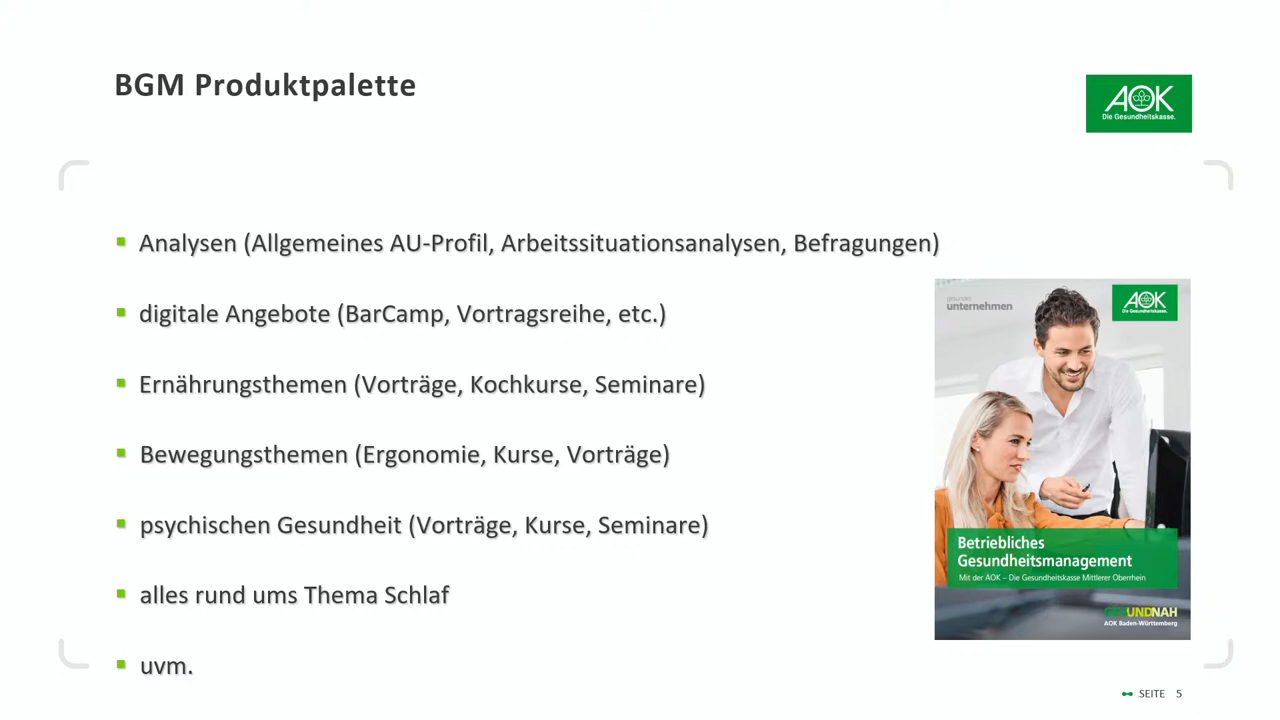 BGM Produktpalette
AOK
Die Gesundheitskasse.
Analysen (Allgemeines AU-Profil, Arbeitssituationsanalysen, Befragungen)
digitale Angebote (BarCamp, Vortragsreihe, etc.)
Ernährungsthemen (Vorträge, Kochkurse, Seminare)
Bewegungsthemen (Ergonomie, Kurse, Vorträge)
psychischen Gesundheit (Vorträge, Kurse, Seminare)
alles rund ums Thema Schlaf
uvm.
gesundes
unternehmen
AOK
Die Gesundheitskasse.
Betriebliches
Gesundheitsmanagement
Mit der AOK – Die Gesundheitskasse Mittlerer Oberrhein
GESUNDNAH
AOK Baden-Württemberg
SEITE 5